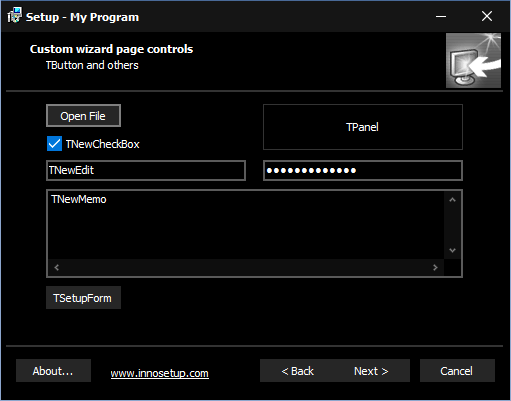 Setup - My Program
Custom wizard page controls
TButton and others
Open File
TPanel
TNewCheckBox
TNewEdit
TNewMemo
TSetupForm
About...
www.innosetup.com
< Back
Next >
Cancel